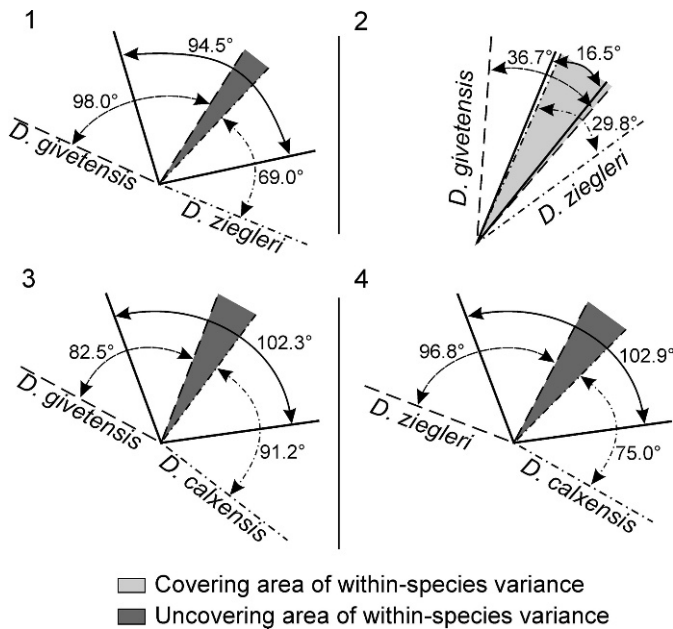 1
94.5°
98.0°
69.0°
D. givetensis
D. ziegleri
2
36.7°
16.5°
29.8°
D. givetensis
D. ziegleri
3
102.3°
82.5°
91.2°
D. givetensis
D. calxensis
4
96.8°
102.9°
75.0°
D. ziegleri
D. calxensis
Covering area of within-species variance
Uncovering area of within-species variance